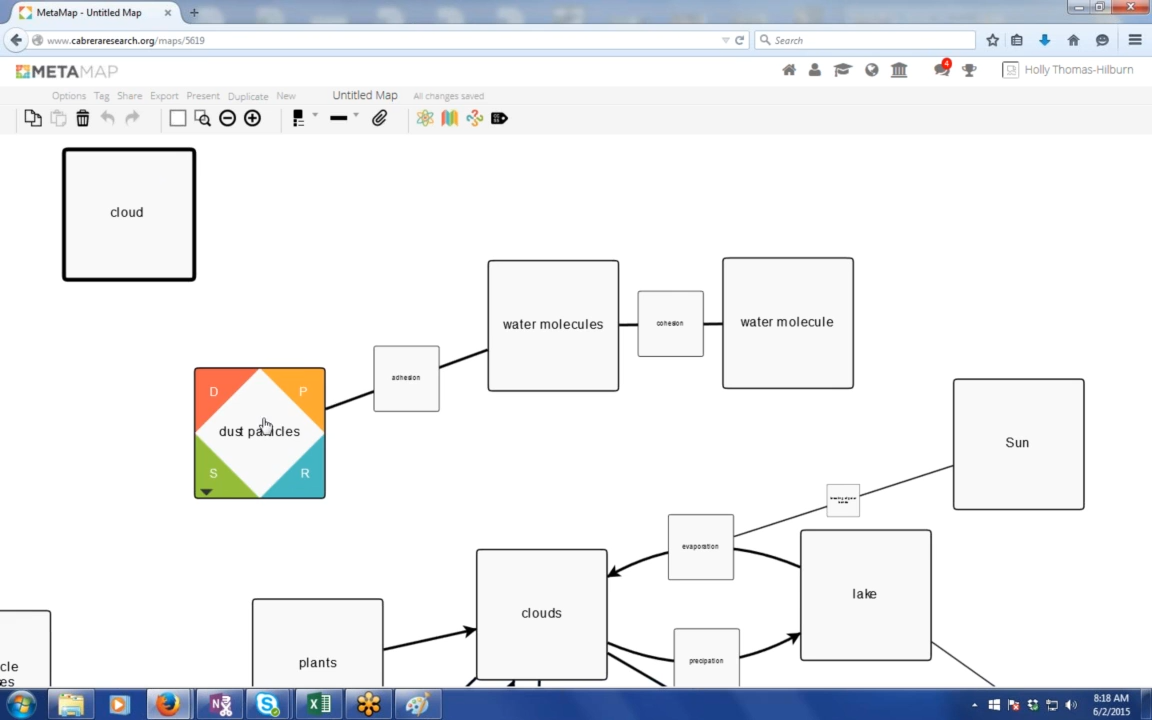 MetaMap - Untitled Map
www.cabreraresearch.org/maps/5619
Search
METAMAP
4
Holly Thomas-Hilburn
Options Tag Share Export Present Duplicate New Untitled Map All changes saved
cloud
water molecules
cohesion
water molecule
adhesion
D P
dust particles
S R
Sun
evaporation
clouds
lake
plants
precipation
cle
es
8:18 AM
6/2/2015